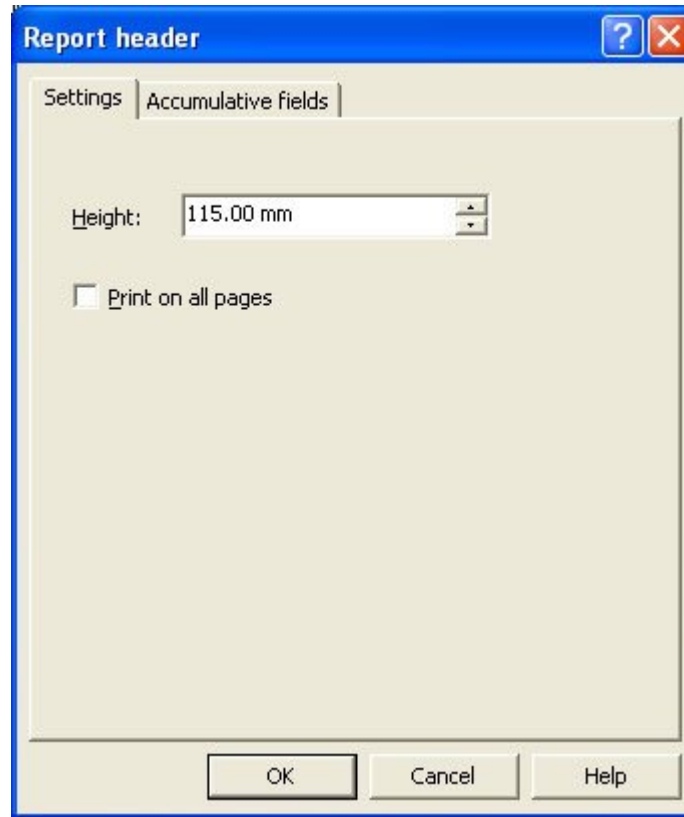 Report header
Settings Accumulative fields
Height: 115.00 mm
Print on all pages
OK Cancel Help